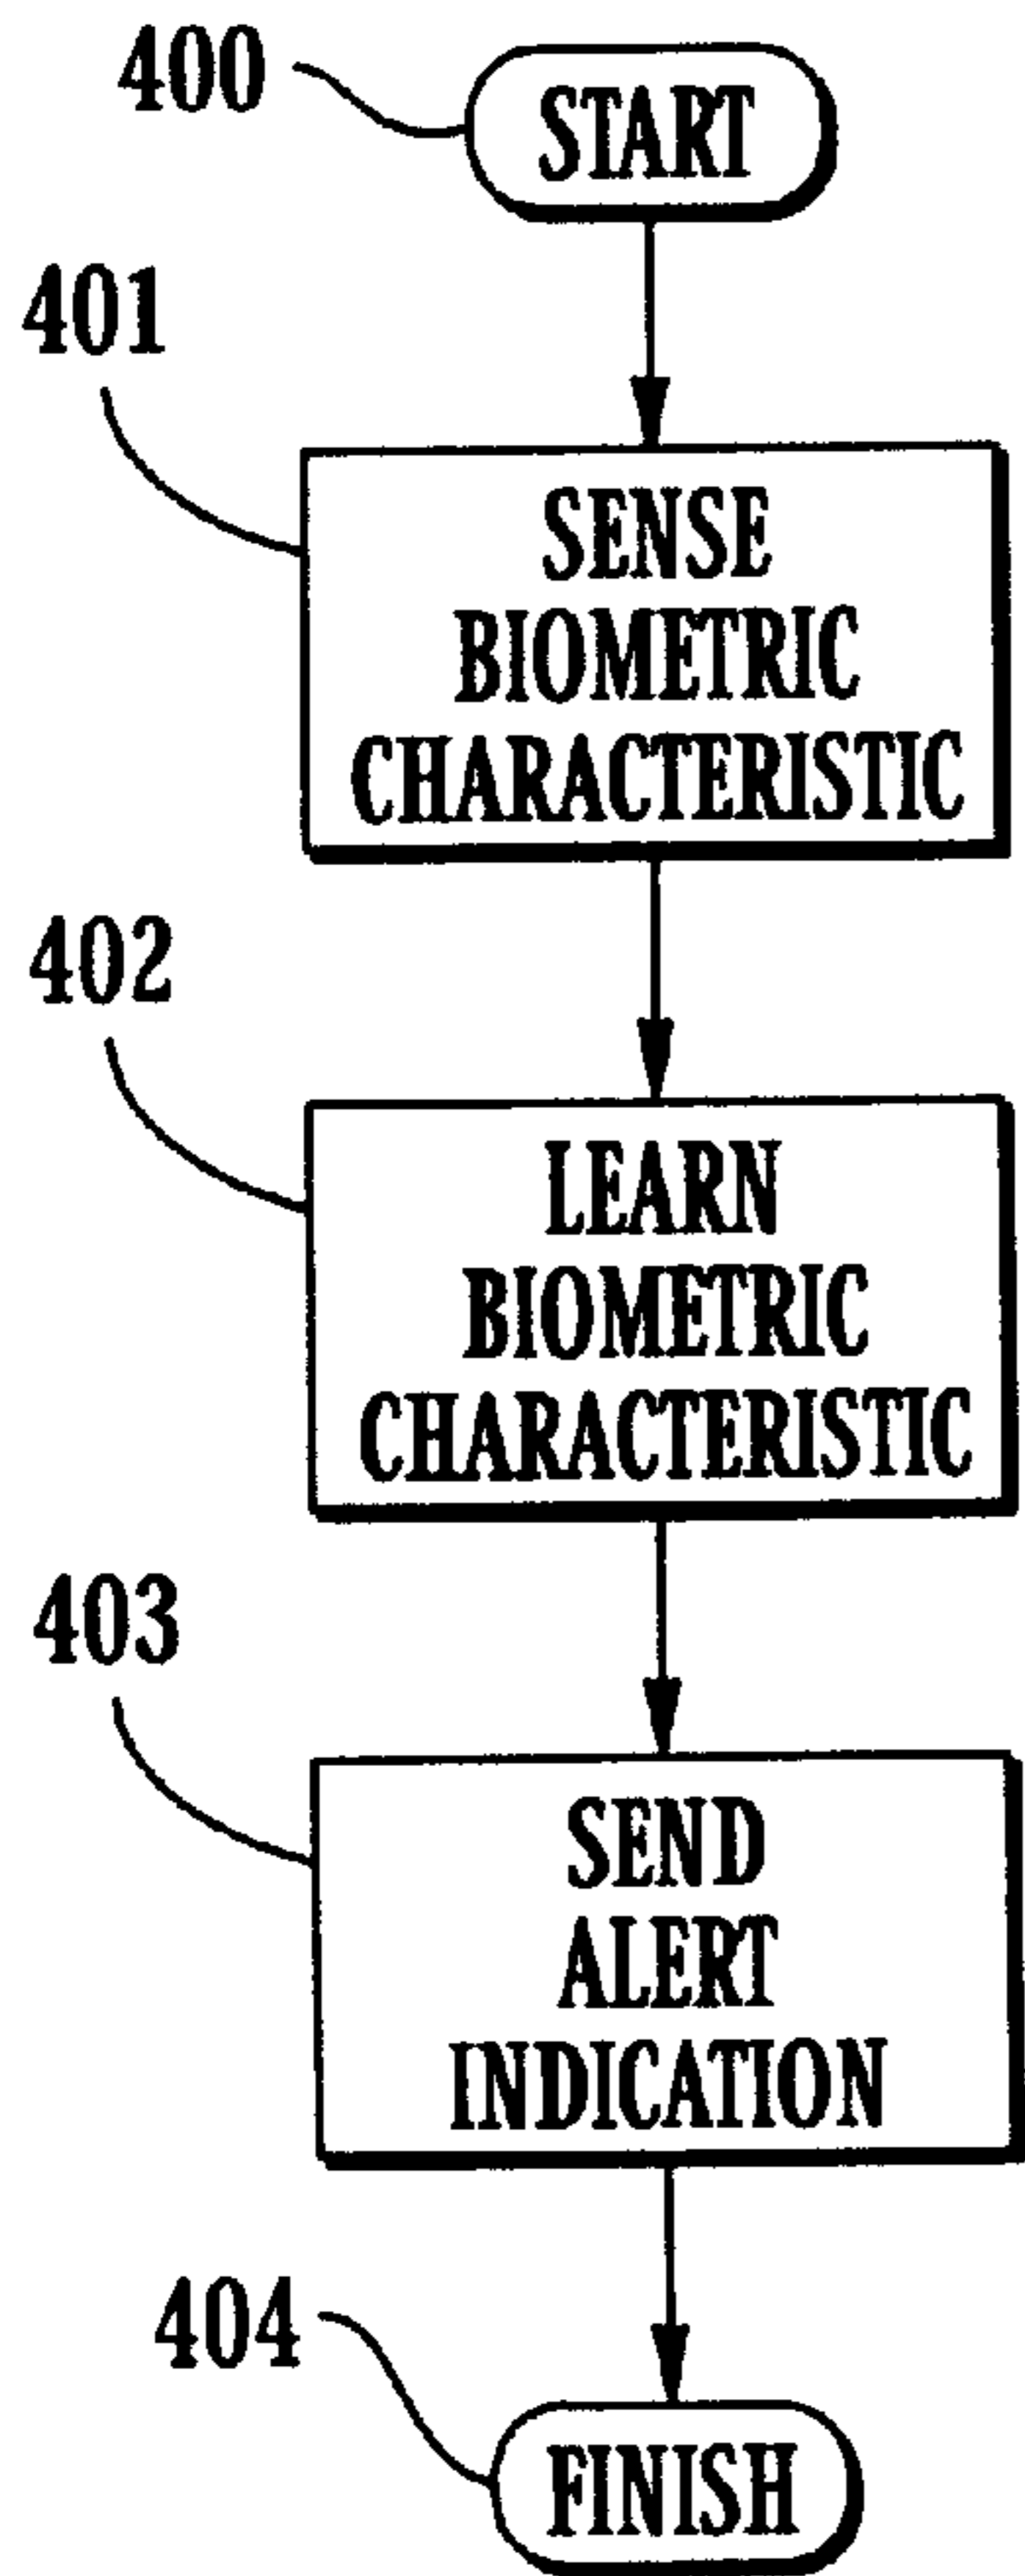 400
START
401
SENSE
BIOMETRIC
CHARACTERISTIC
402
LEARN
BIOMETRIC
CHARACTERISTIC
403
SEND
ALERT
INDICATION
404
FINISH